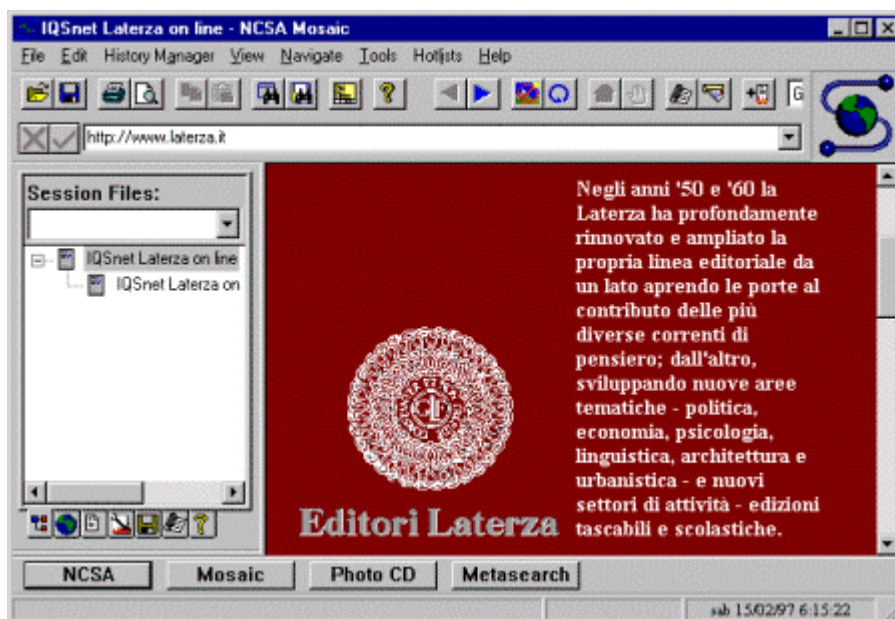 IQSnet Laterza on line - NCSA Mosaic
File Edit History Manager View Navigate Tools Hotlists Help
G
http://www.laterza.it
Session Files:
IQSnet Laterza on line
IQSnet Laterza on
Negli anni '50 e '60 la
Laterza ha profondamente
rinnovato e ampliato la
propria linea editoriale da
un lato aprendo le porte al
contributo delle più
diverse correnti di
pensiero; dall'altro,
sviluppando nuove aree
tematiche - politica,
economia, psicologia,
linguistica, architettura e
urbanistica - e nuovi
settori di attività - edizioni
tascabili e scolastiche.
Editori Laterza
NCSA Mosaic Photo CD Metasearch
sab 15/02/97 6:15:22